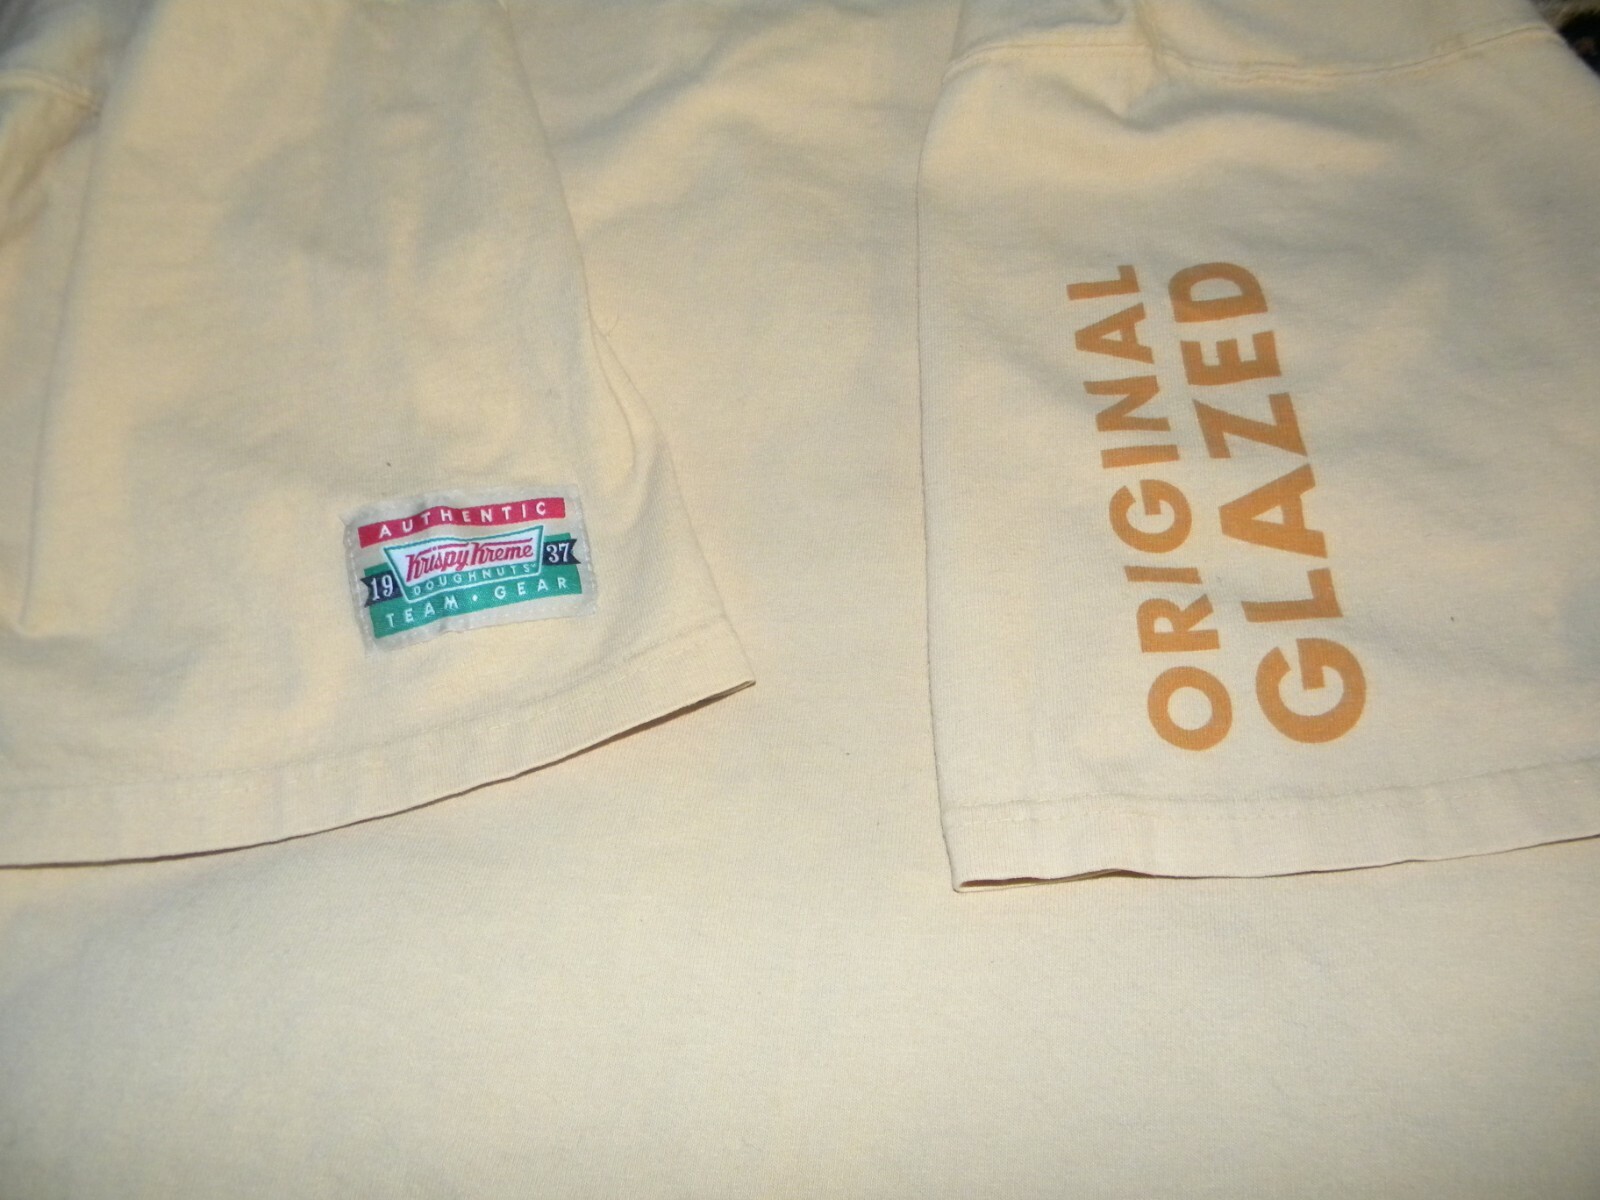 AUTHENTIC
Krispy Kreme
DOUGHNUTS
19 37
TEAM • GEAR
ORIGINAL
GLAZED